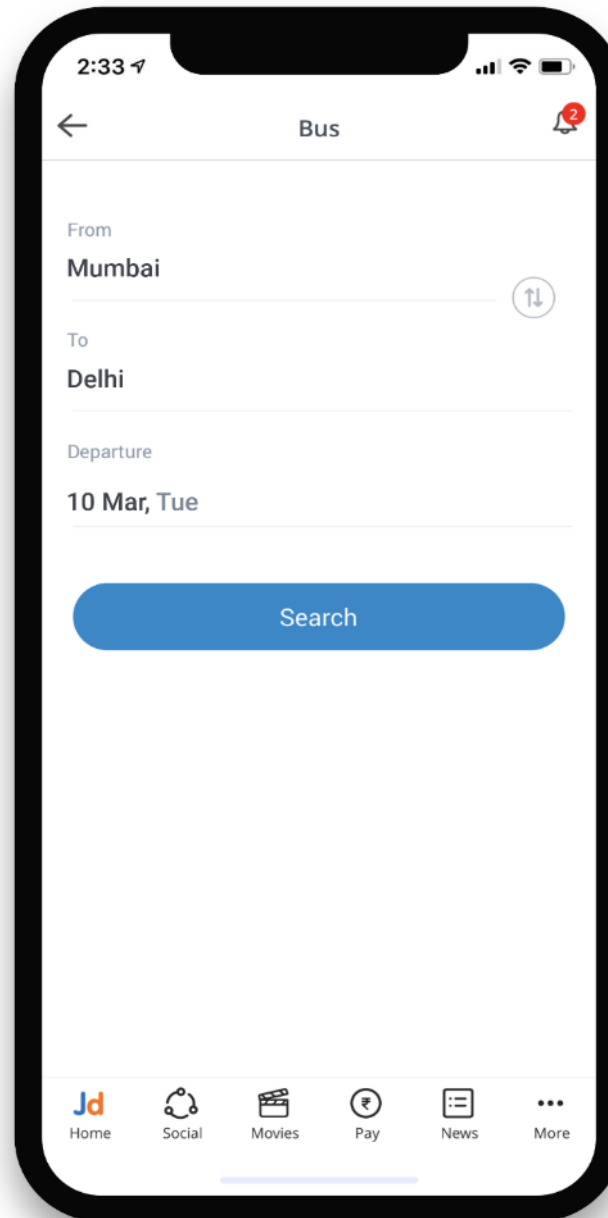 2:33
Bus
2
From
Mumbai
To
Delhi
Departure
10 Mar, Tue
Search
Jd
Home Social Movies Pay News More